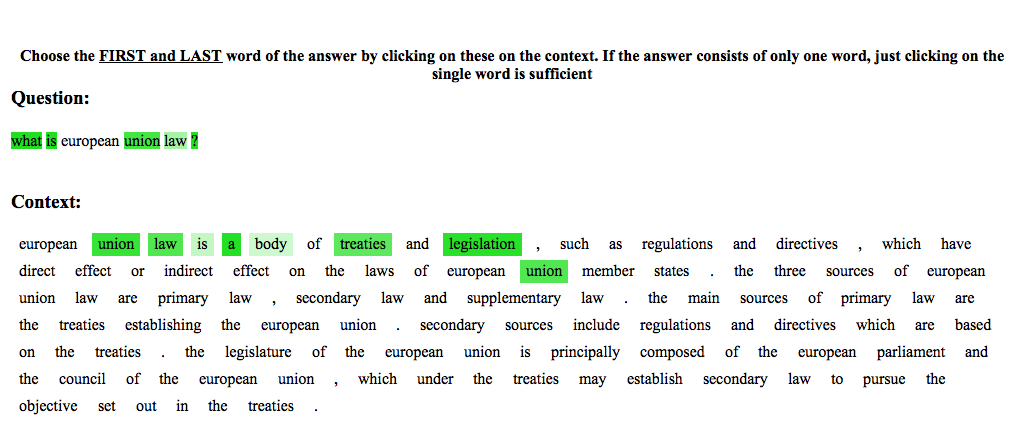 Choose the FIRST and LAST word of the answer by clicking on these on the context. If the answer consists of only one word, just clicking on the
single word is sufficient
Question:
what is european union law ?
Context:
european union law is a body of treaties and legislation , such as regulations and directives , which have
direct effect or indirect effect on the laws of european union member states . the three sources of european
union law are primary law , secondary law and supplementary law . the main sources of primary law are
the treaties establishing the european union . secondary sources include regulations and directives which are based
on the treaties . the legislature of the european union is principally composed of the european parliament and
the council of the european union , which under the treaties may establish secondary law to pursue the
objective set out in the treaties .